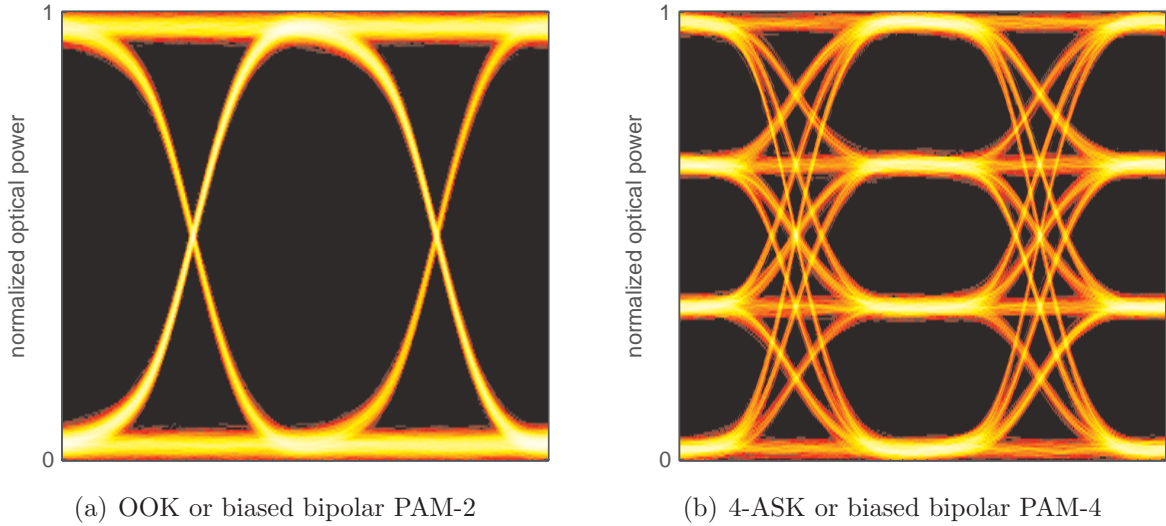 1
normalized optical power
0
(a) OOK or biased bipolar PAM-2
1
normalized optical power
0
(b) 4-ASK or biased bipolar PAM-4